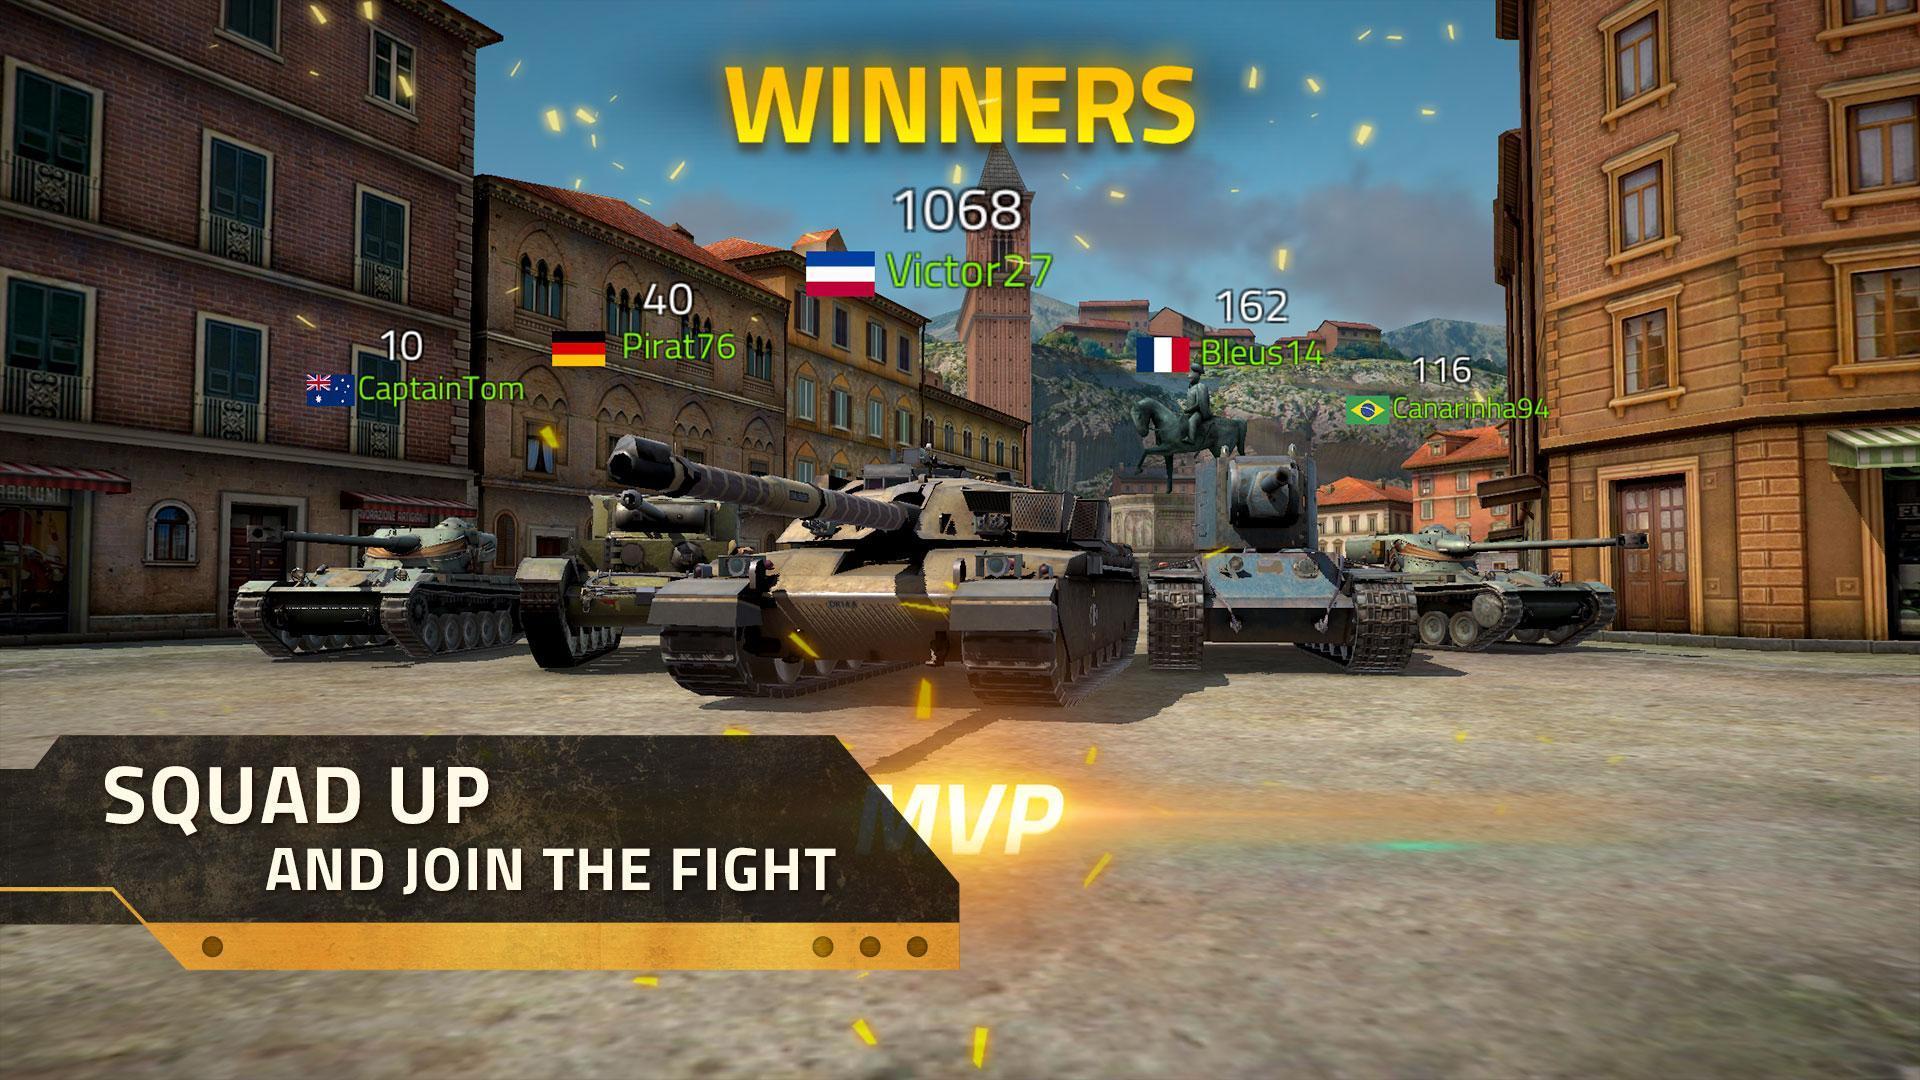 WINNERS
1068
Victor27
40
Pirat76
162
Bleus14
10
CaptainTom
116
Canarinha94
MVP
SQUAD UP
AND JOIN THE FIGHT